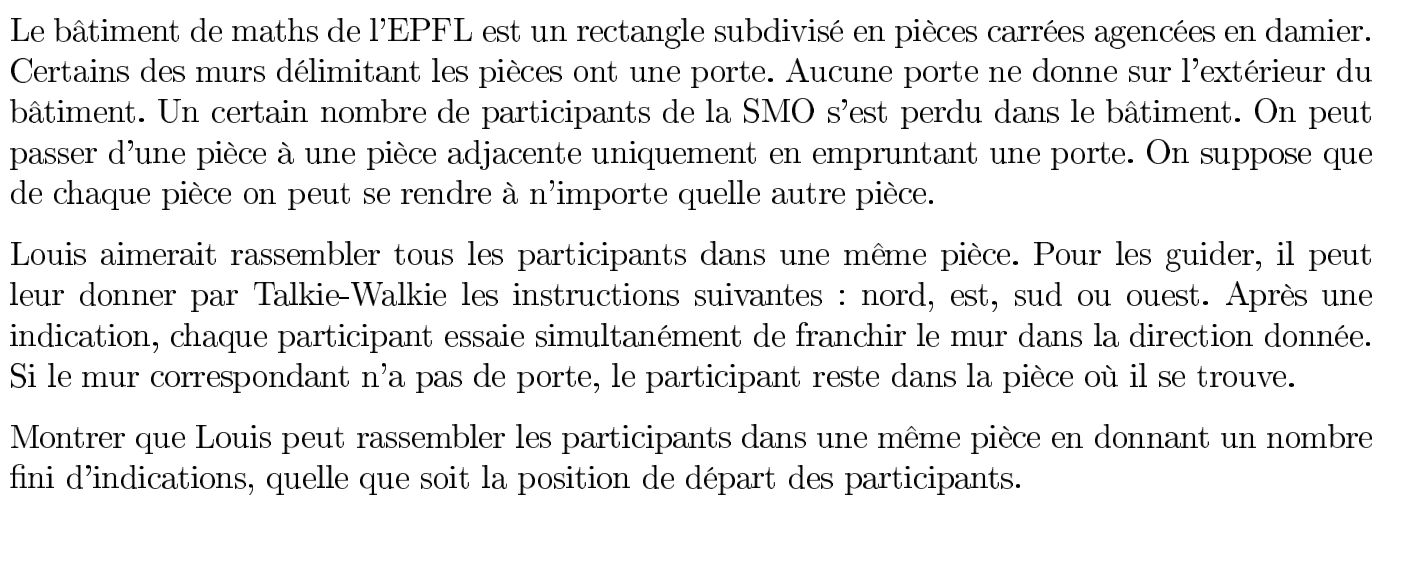 Le bâtiment de maths de l'EPFL est un rectangle subdivisé en pièces carrées agencées en damier.
Certains des murs délimitant les pièces ont une porte. Aucune porte ne donne sur l'extérieur du
bâtiment. Un certain nombre de participants de la SMO s'est perdu dans le bâtiment. On peut
passer d'une pièce à une pièce adjacente uniquement en empruntant une porte. On suppose que
de chaque pièce on peut se rendre à n'importe quelle autre pièce.
Louis aimerait rassembler tous les participants dans une même pièce. Pour les guider, il peut
leur donner par Talkie-Walkie les instructions suivantes : nord, est, sud ou ouest. Après une
indication, chaque participant essaie simultanément de franchir le mur dans la direction donnée.
Si le mur correspondant n'a pas de porte, le participant reste dans la pièce où il se trouve.
Montrer que Louis peut rassembler les participants dans une même pièce en donnant un nombre
fini d'indications, quelle que soit la position de départ des participants.